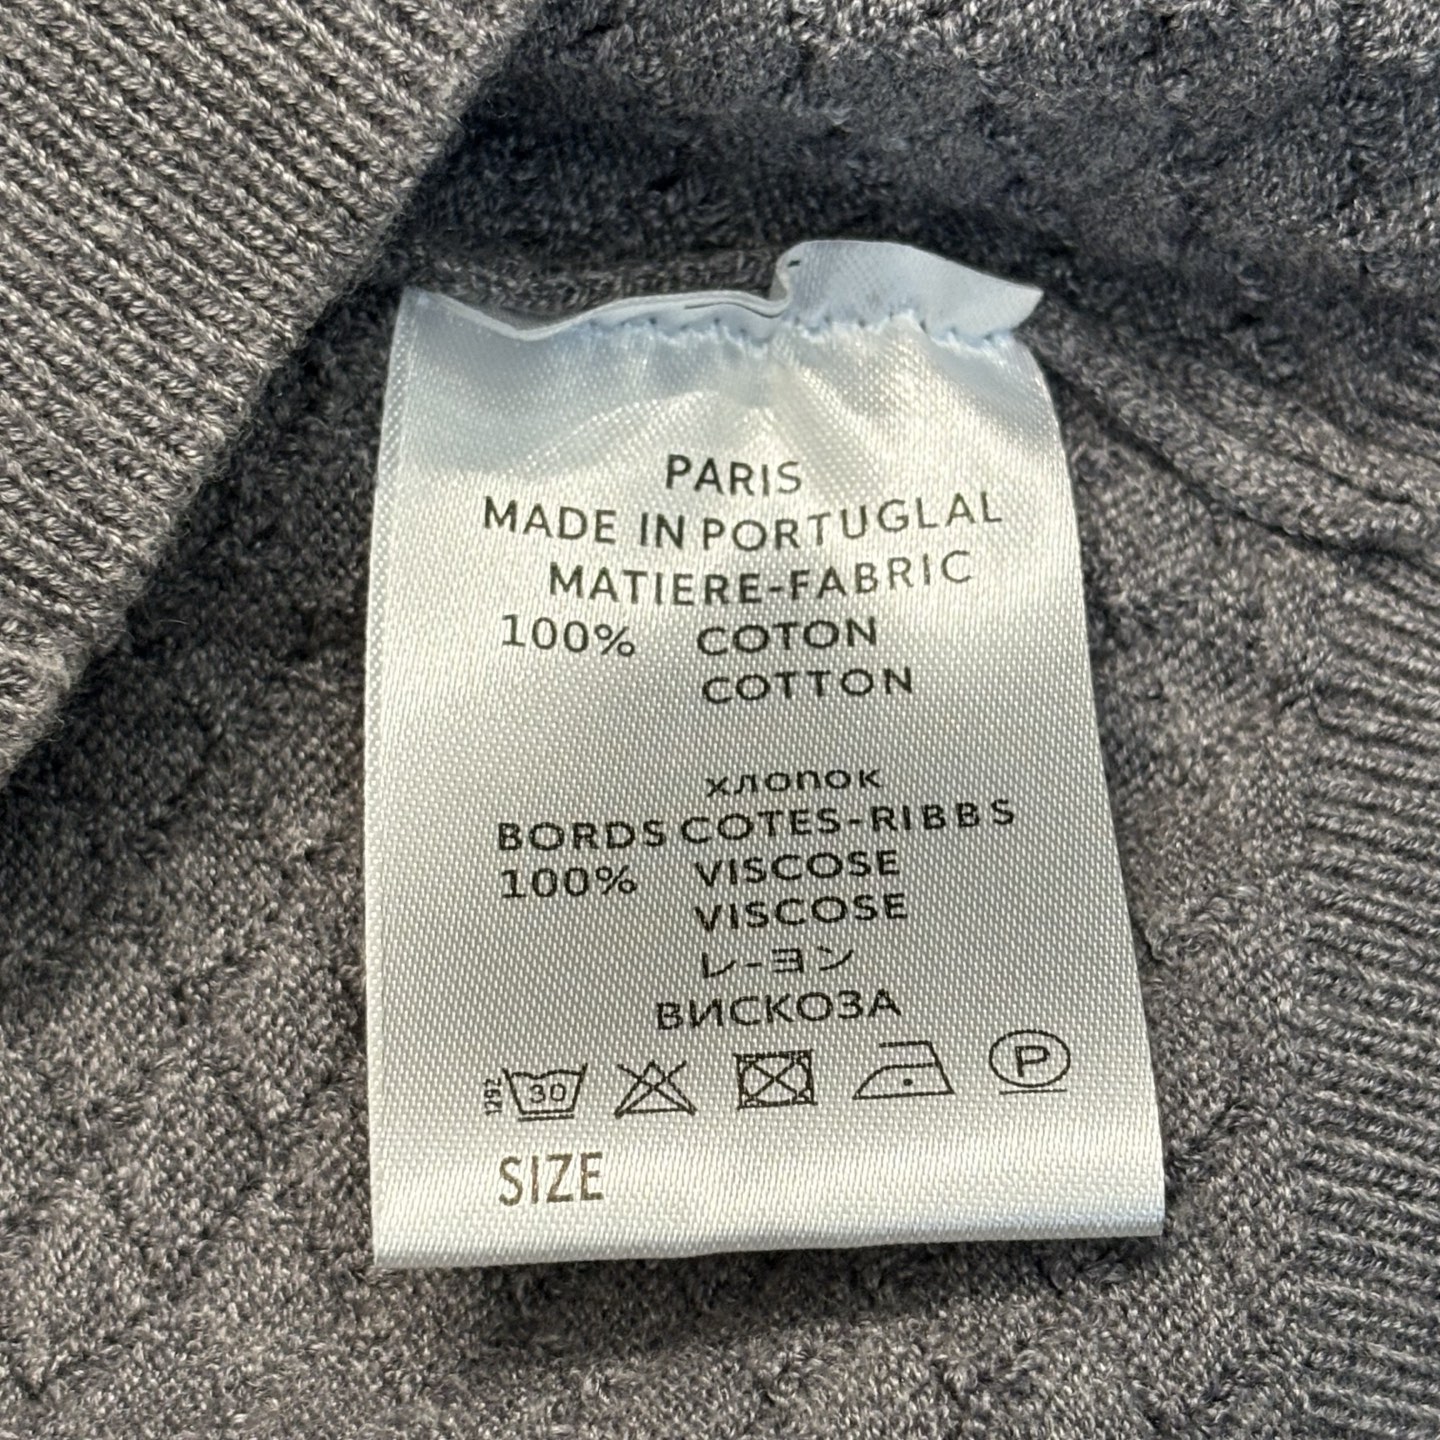 PARIS
MADE IN PORTUGLAL
MATIERE-FABRIC
100% COTON
COTTON
хлопок
BORDS COTES-RIBBS
100% VISCOSE
VISCOSE
レーヨン
ВИСКОЗА
1292 30 P
SIZE